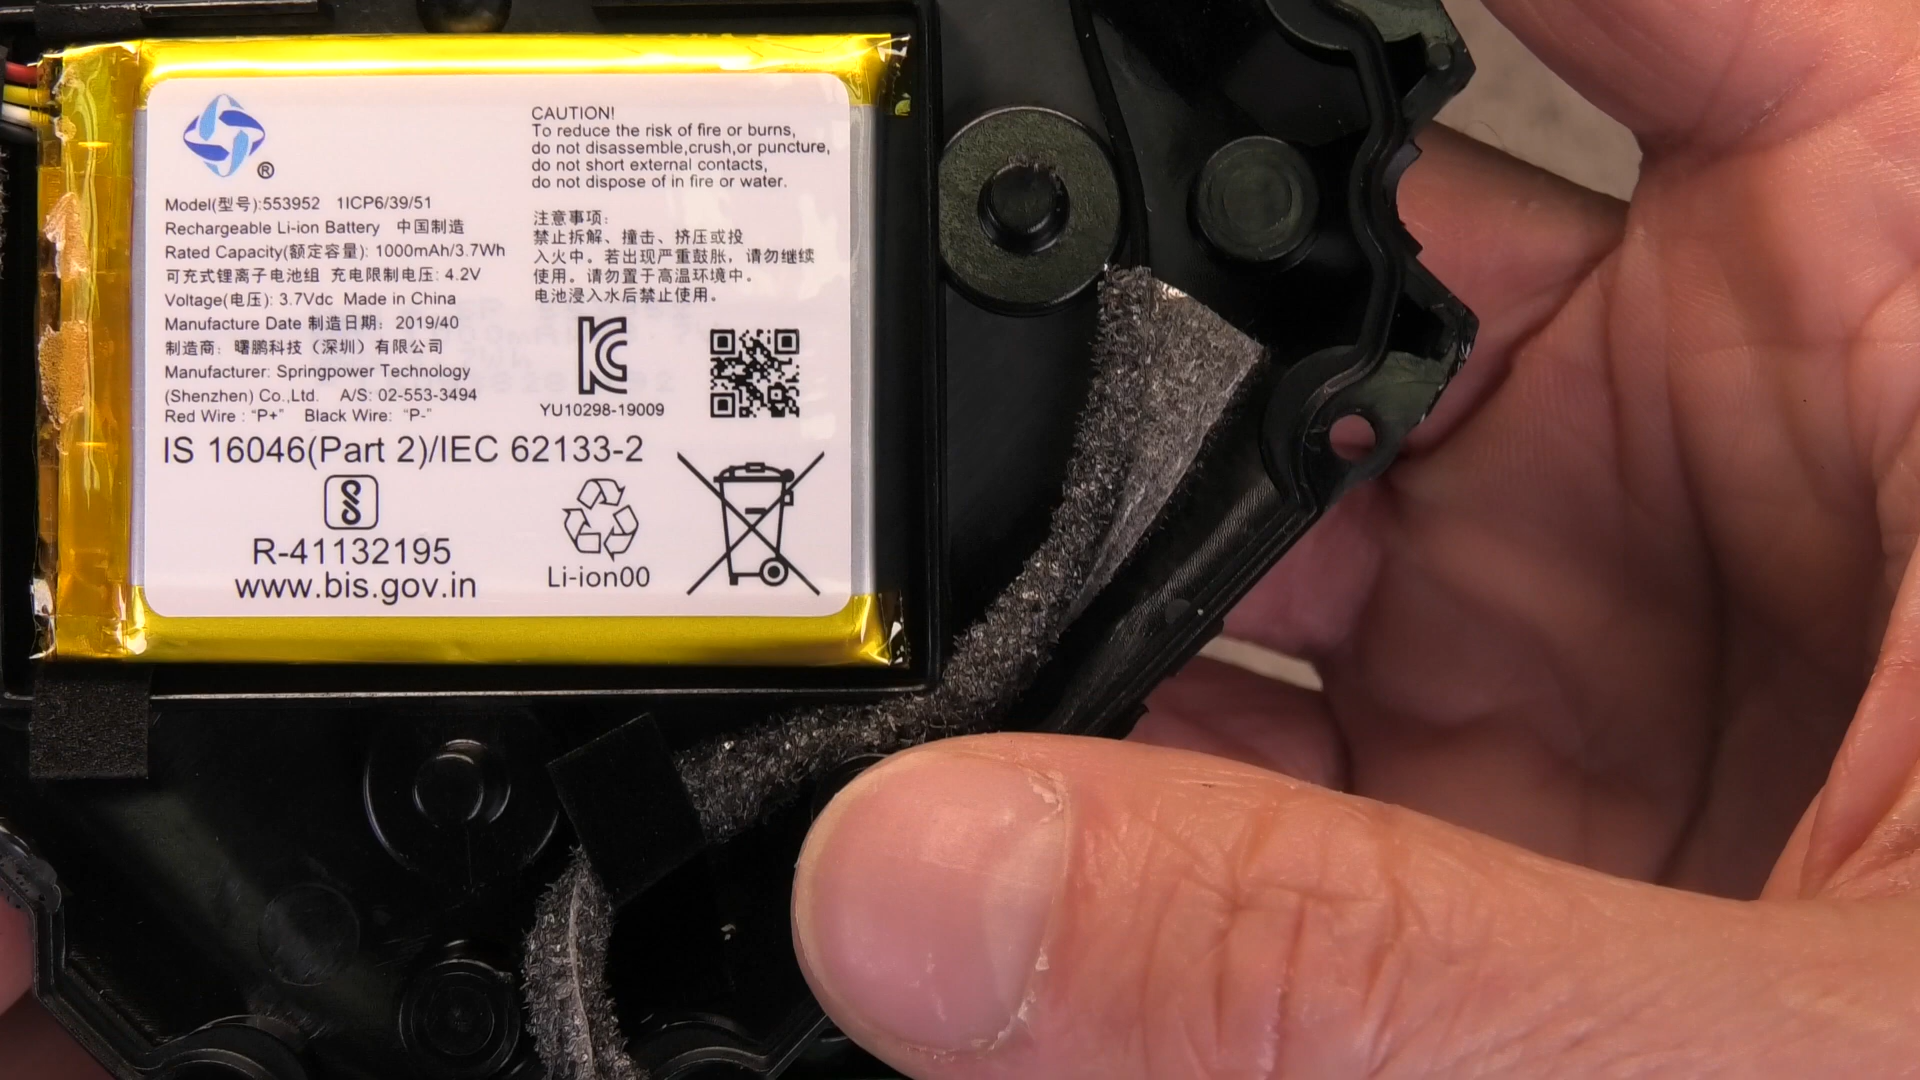 ®
Model(型号):553952 1ICP6/39/51
Rechargeable Li-ion Battery 中国制造
Rated Capacity(额定容量): 1000mAh/3.7Wh
可充式锂离子电池组 充电限制电压: 4.2V
Voltage(电压): 3.7Vdc Made in China
Manufacture Date 制造日期: 2019/40
制造商: 曙鹏科技（深圳）有限公司
Manufacturer: Springpower Technology
(Shenzhen) Co.,Ltd. A/S: 02-553-3494
Red Wire : “P+” Black Wire: “P-”
CAUTION!
To reduce the risk of fire or burns,
do not disassemble,crush,or puncture,
do not short external contacts,
do not dispose of in fire or water.
注意事项:
禁止拆解、撞击、挤压或投
入火中。若出现严重鼓胀，请勿继续
使用。请勿置于高温环境中。
电池浸入水后禁止使用。
YU10298-19009
IS 16046(Part 2)/IEC 62133-2
R-41132195
www.bis.gov.in
Li-ion00